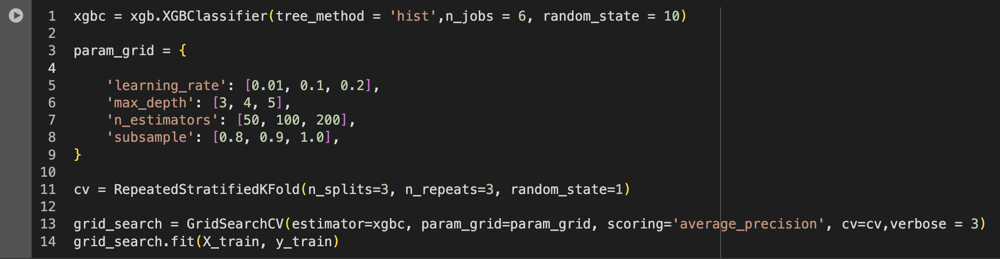 1 xgbc = xgb.XGBClassifier(tree_method = 'hist',n_jobs = 6, random_state = 10)
2
3 param_grid = {
4
5     'learning_rate': [0.01, 0.1, 0.2],
6     'max_depth': [3, 4, 5],
7     'n_estimators': [50, 100, 200],
8     'subsample': [0.8, 0.9, 1.0],
9 }
10
11 cv = RepeatedStratifiedKFold(n_splits=3, n_repeats=3, random_state=1)
12
13 grid_search = GridSearchCV(estimator=xgbc, param_grid=param_grid, scoring='average_precision', cv=cv,verbose = 3)
14 grid_search.fit(X_train, y_train)